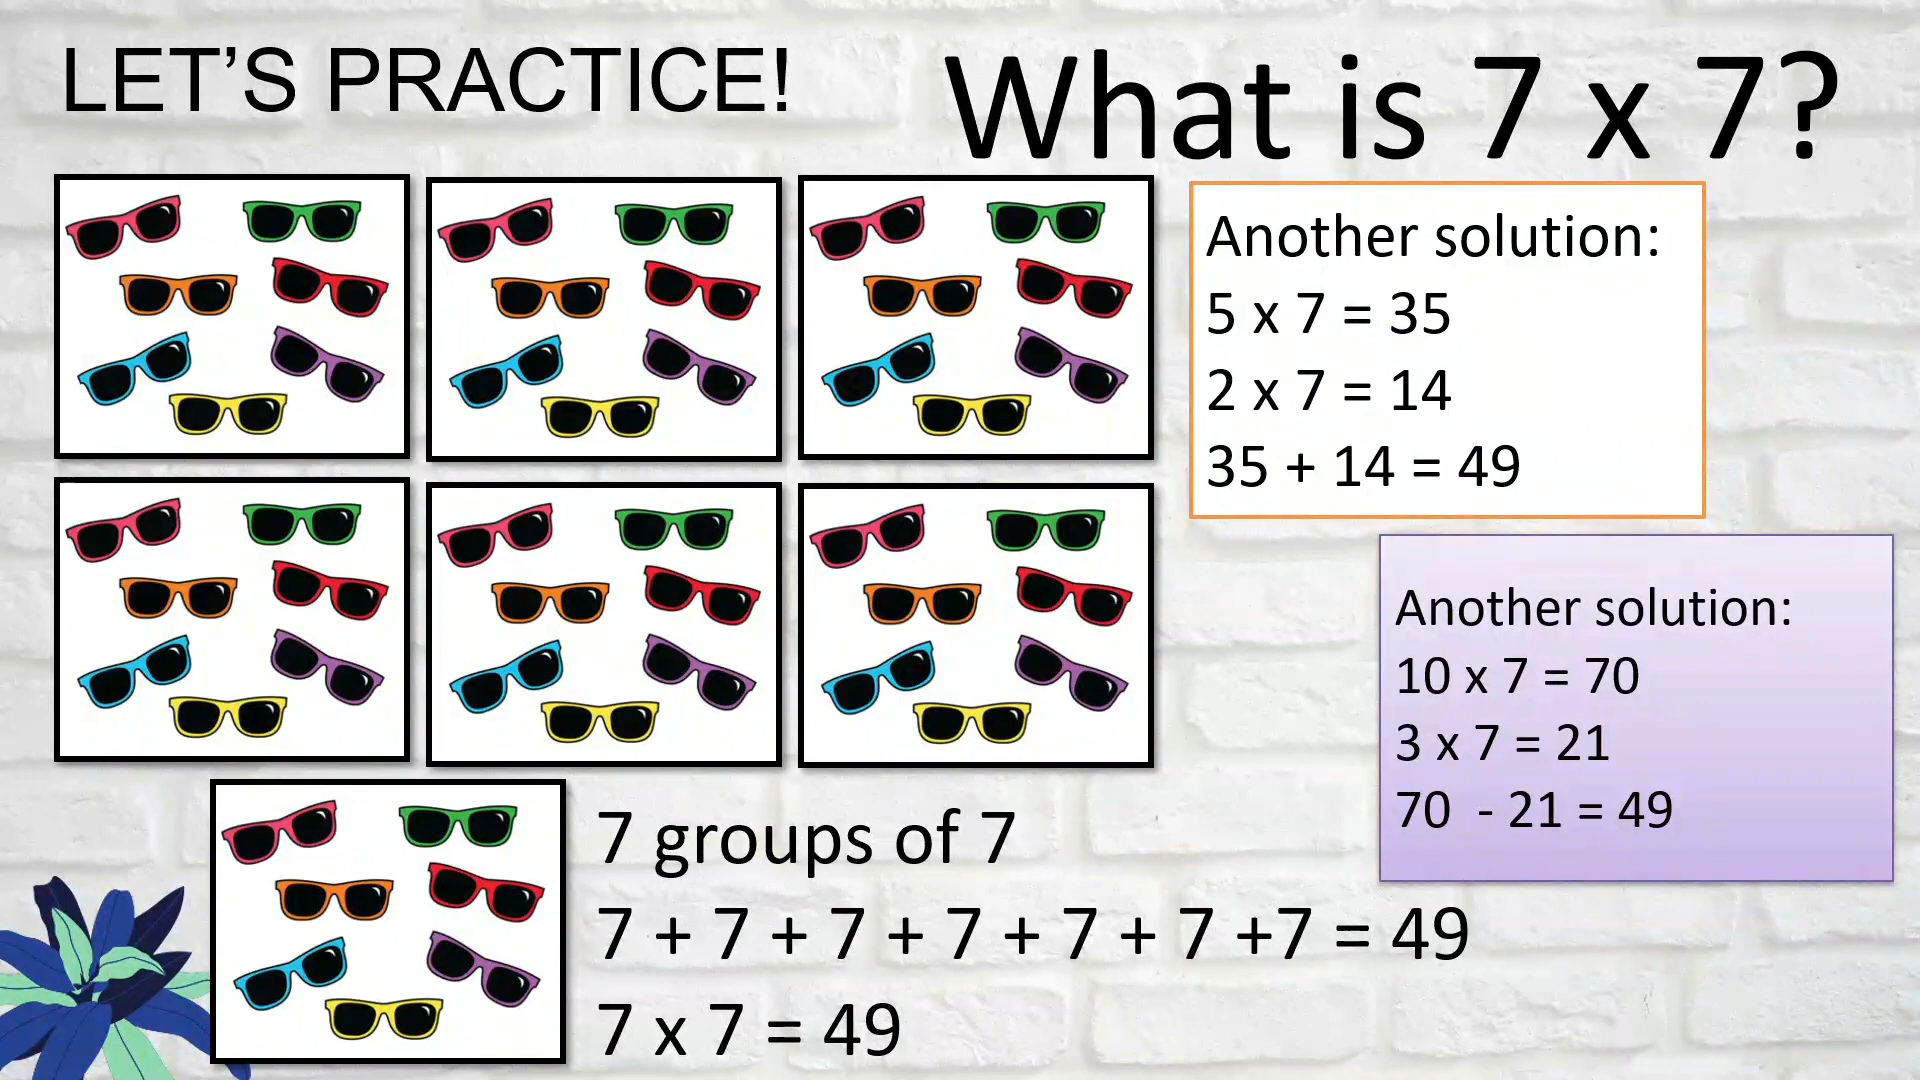 LET’S PRACTICE!
What is 7 x 7?
Another solution:
5 x 7 = 35
2 x 7 = 14
35 + 14 = 49
Another solution:
10 x 7 = 70
3 x 7 = 21
70  - 21 = 49
7 groups of 7
7 + 7 + 7 + 7 + 7 + 7 +7 = 49
7 x 7 = 49